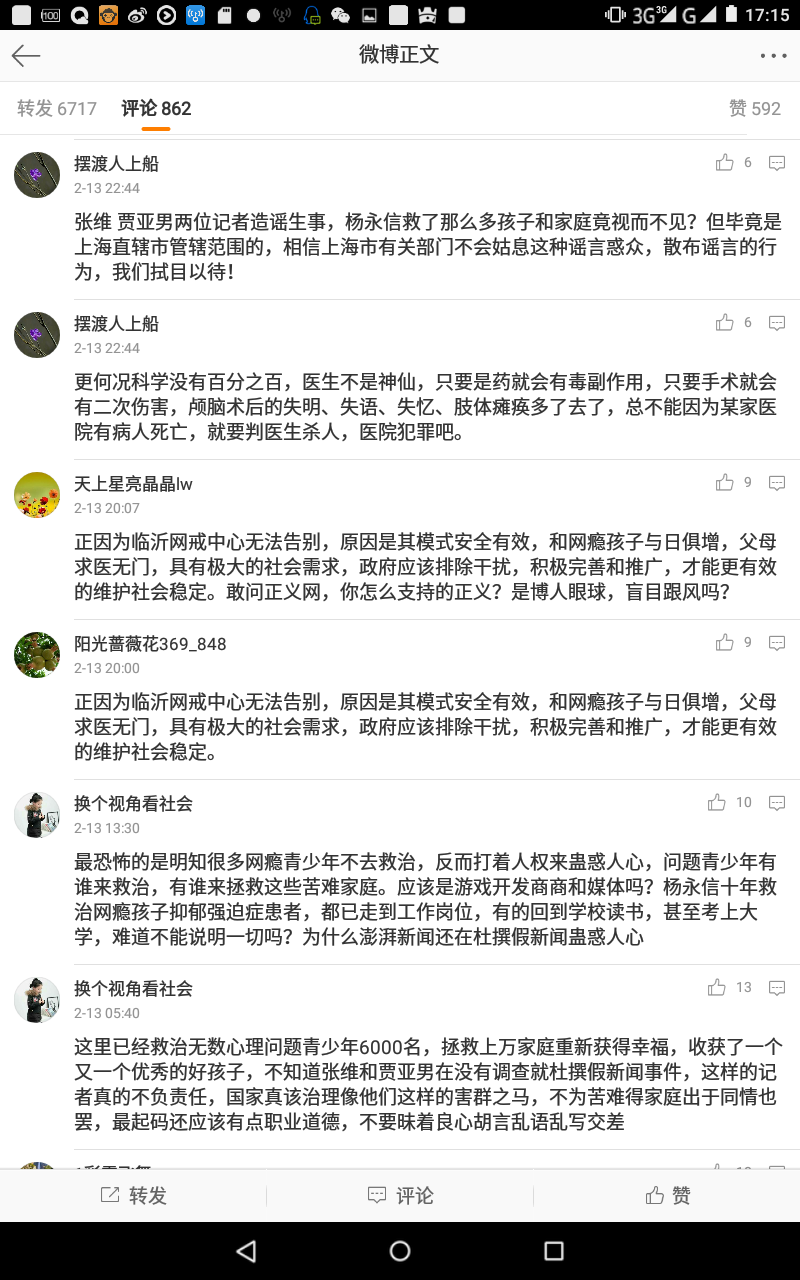 100
3G 3G G 17:15
微博正文
转发 6717 评论 862 赞 592
摆渡人上船 6
2-13 22:44
张维 贾亚男两位记者造谣生事，杨永信救了那么多孩子和家庭竟视而不见？但毕竟是
上海直辖市管辖范围的，相信上海市有关部门不会姑息这种谣言惑众，散布谣言的行
为，我们拭目以待！
摆渡人上船 6
2-13 22:44
更何况科学没有百分之百，医生不是神仙，只要是药就会有毒副作用，只要手术就会
有二次伤害，颅脑术后的失明、失语、失忆、肢体瘫痪多了去了，总不能因为某家医
院有病人死亡，就要判医生杀人，医院犯罪吧。
天上星亮晶晶lw 9
2-13 20:07
正因为临沂网戒中心无法告别，原因是其模式安全有效，和网瘾孩子与日俱增，父母
求医无门，具有极大的社会需求，政府应该排除干扰，积极完善和推广，才能更有效
的维护社会稳定。敢问正义网，你怎么支持的正义？是博人眼球，盲目跟风吗？
阳光蔷薇花369_848 9
2-13 20:00
正因为临沂网戒中心无法告别，原因是其模式安全有效，和网瘾孩子与日俱增，父母
求医无门，具有极大的社会需求，政府应该排除干扰，积极完善和推广，才能更有效
的维护社会稳定。
换个视角看社会 10
2-13 13:30
最恐怖的是明知很多网瘾青少年不去救治，反而打着人权来蛊惑人心，问题青少年有
谁来救治，有谁来拯救这些苦难家庭。应该是游戏开发商商和媒体吗？杨永信十年救
治网瘾孩子抑郁强迫症患者，都已走到工作岗位，有的回到学校读书，甚至考上大
学，难道不能说明一切吗？为什么澎湃新闻还在杜撰假新闻蛊惑人心
换个视角看社会 13
2-13 05:40
这里已经救治无数心理问题青少年6000名，拯救上万家庭重新获得幸福，收获了一个
又一个优秀的好孩子，不知道张维和贾亚男在没有调查就杜撰假新闻事件，这样的记
者真的不负责任，国家真该治理像他们这样的害群之马，不为苦难得家庭出于同情也
罢，最起码还应该有点职业道德，不要昧着良心胡言乱语乱写交差
转发 评论 赞